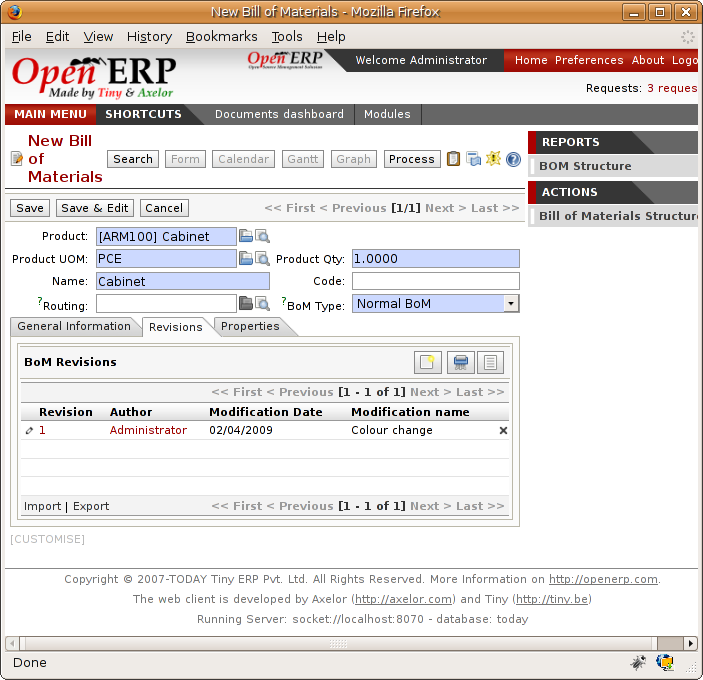 New Bill of Materials - Mozilla Firefox
File Edit View History Bookmarks Tools Help
Open ERP
Made by Tiny & Axelor
Open ERP
Open Source Management Solution
Welcome Administrator
Home Preferences About Logo
Requests: 3 reques
MAIN MENU SHORTCUTS Documents dashboard Modules
New Bill
of
Materials
Search Form Calendar Gantt Graph Process
REPORTS
BOM Structure
ACTIONS
Bill of Materials Structur
Save Save & Edit Cancel << First < Previous [1/1] Next > Last >>
Product: [ARM100] Cabinet
Product UOM: PCE Product Qty: 1.0000
Name: Cabinet Code:
?Routing: ?BoM Type: Normal BoM
General Information Revisions Properties
BoM Revisions
<< First < Previous [1 - 1 of 1] Next > Last >>
Revision Author Modification Date Modification name
1 Administrator 02/04/2009 Colour change
Import | Export << First < Previous [1 - 1 of 1] Next > Last >>
[CUSTOMISE]
Copyright © 2007-TODAY Tiny ERP Pvt. Ltd. All Rights Reserved. More Information on http://openerp.com.
The web client is developed by Axelor (http://axelor.com) and Tiny (http://tiny.be)
Running Server: socket://localhost:8070 - database: today
Done